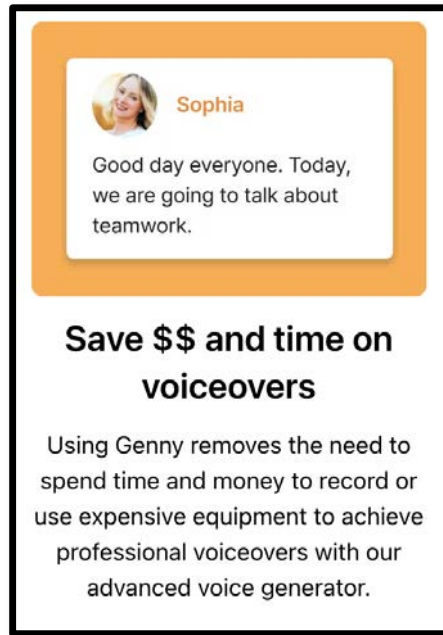 Sophia
Good day everyone. Today,
we are going to talk about
teamwork.
Save $$ and time on
voiceovers
Using Genny removes the need to
spend time and money to record or
use expensive equipment to achieve
professional voiceovers with our
advanced voice generator.